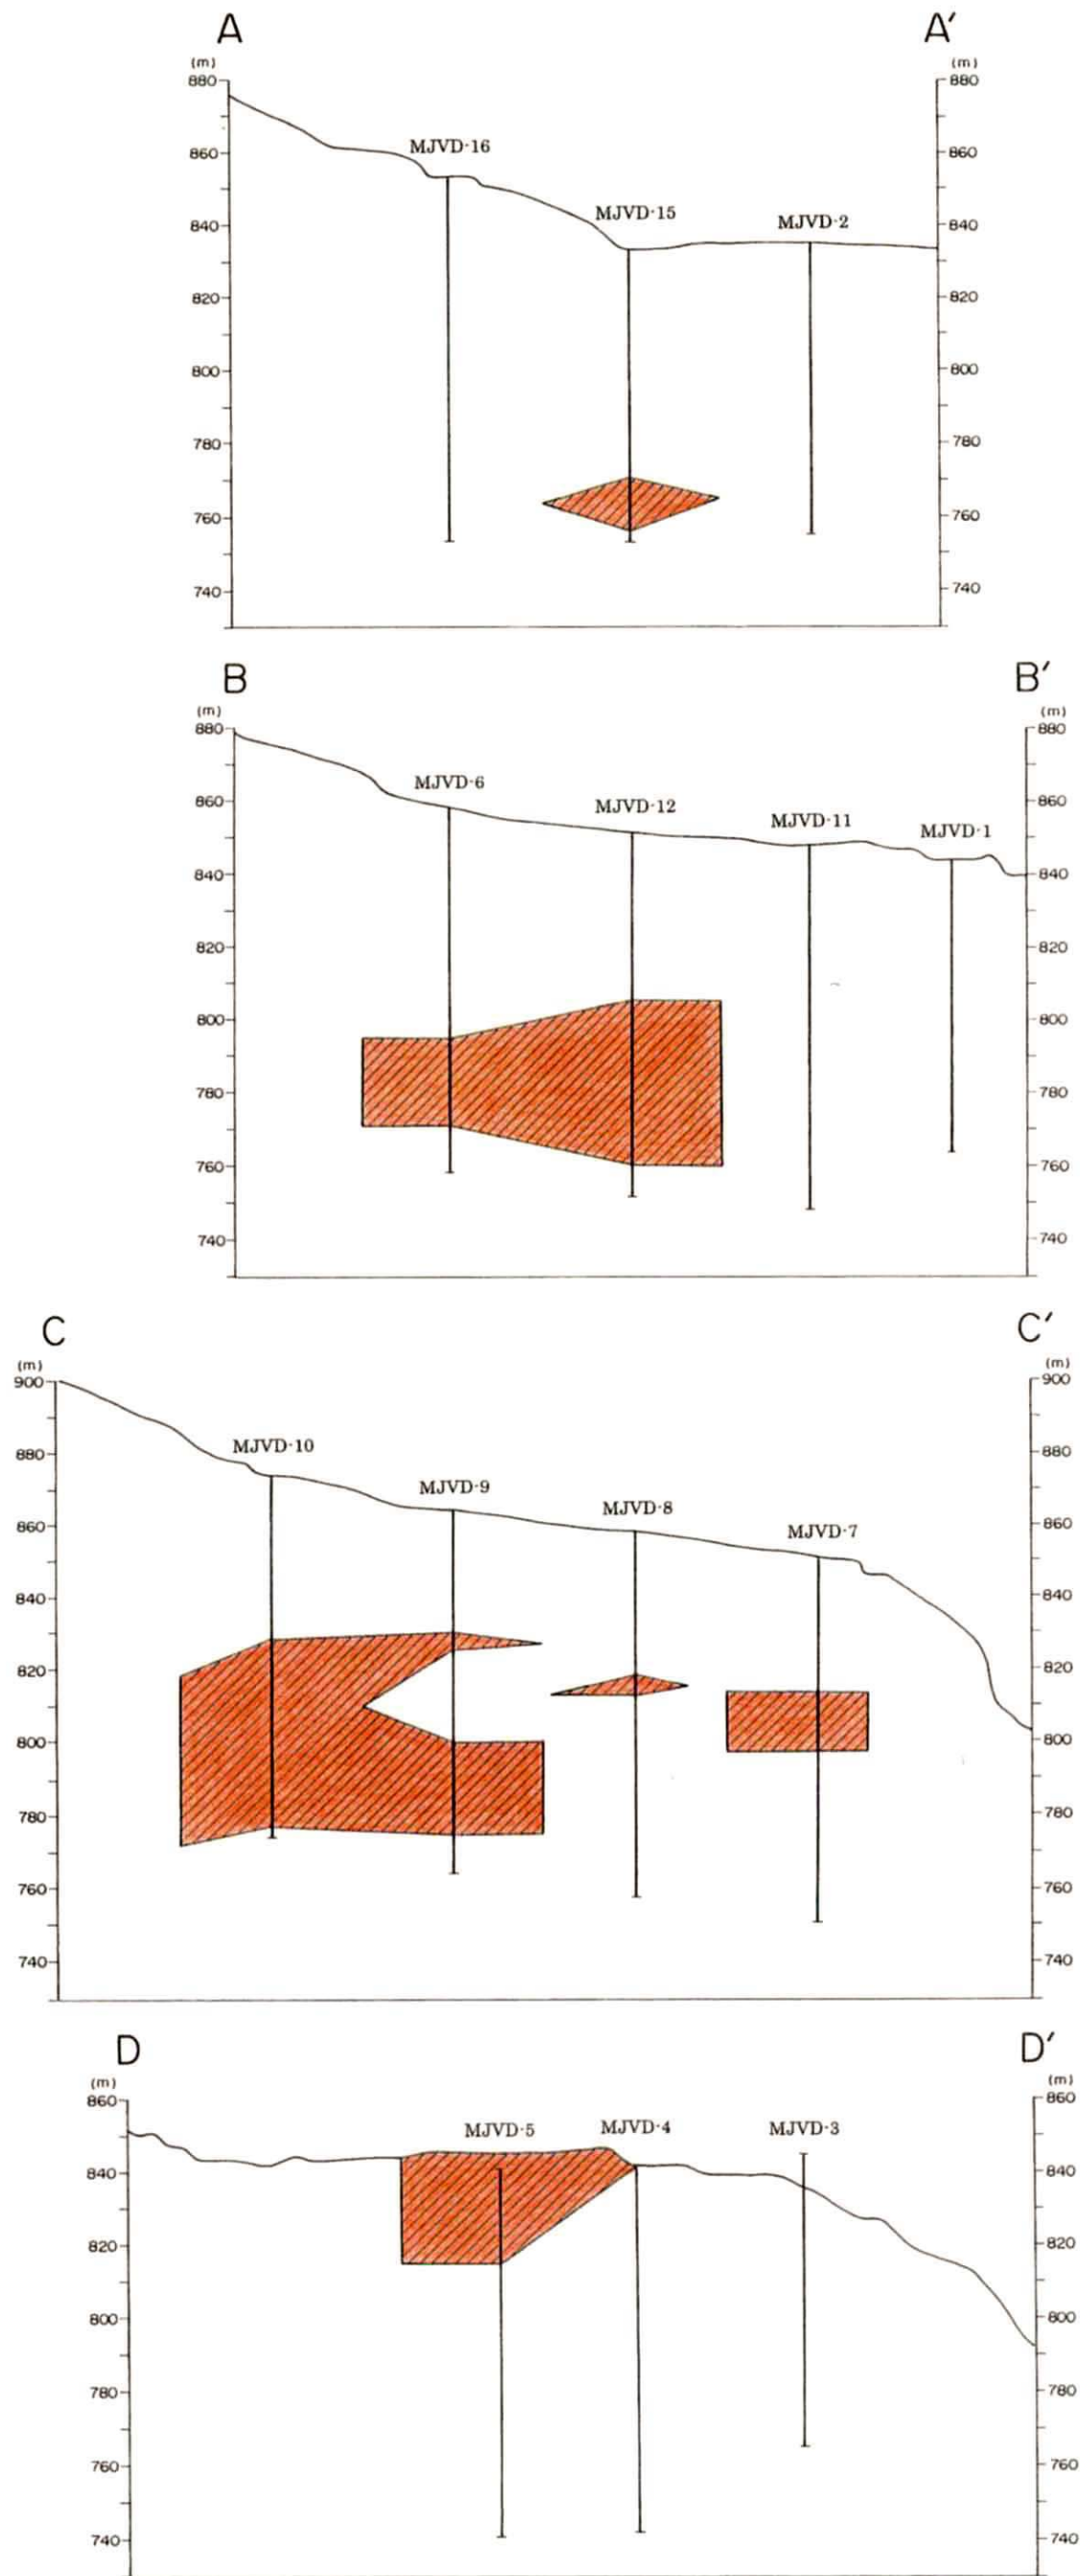 A A′
(m) (m)
880 880
MJVD-16
860 860
MJVD-15
MJVD-2
840 840
820 820
800 800
780 780
760 760
740 740
B B′
(m) (m)
880 880
MJVD-6
860 MJVD-12 860
MJVD-11
MJVD-1
840 840
820 820
800 800
780 780
760 760
740 740
C C′
(m) (m)
900 900
MJVD-10
880 880
MJVD-9
MJVD-8
860 MJVD-7 860
840 840
820 820
800 800
780 780
760 760
740 740
D D′
(m) (m)
860 860
MJVD-5 MJVD-4 MJVD-3
840 840
820 820
800 800
780 780
760 760
740 740